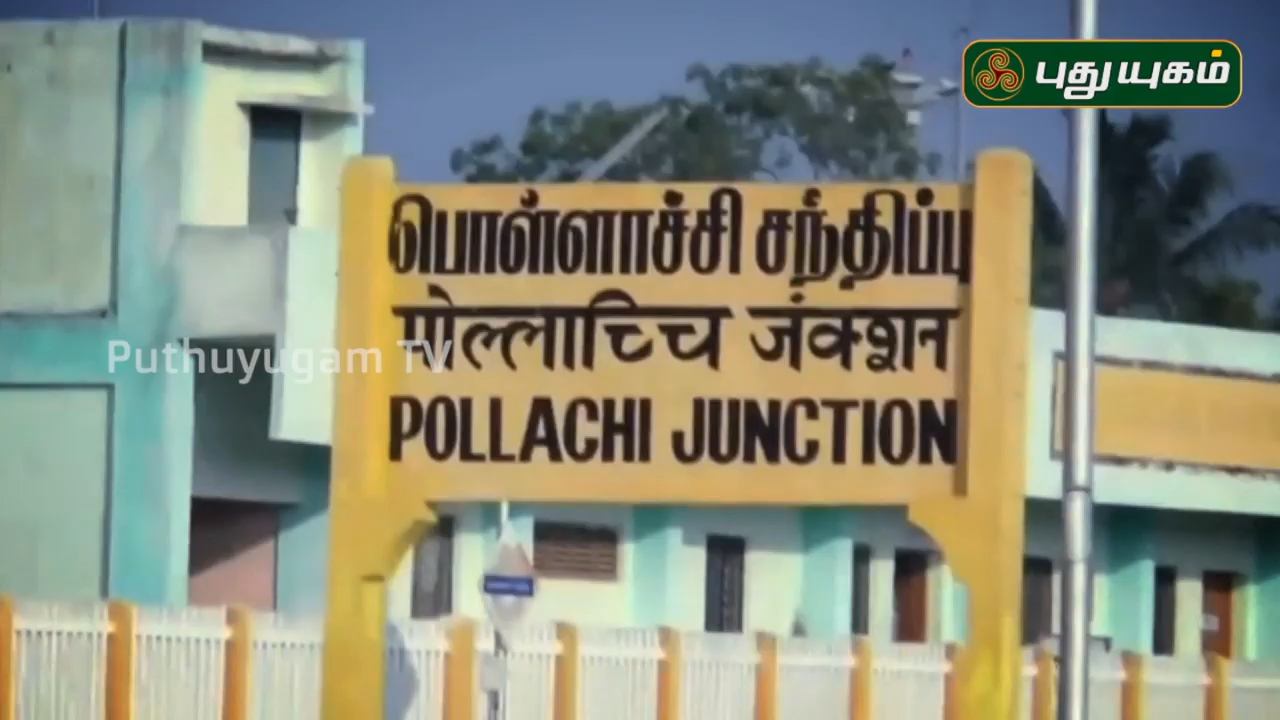 புதுயுகம்
பொள்ளாச்சி சந்திப்பு
पोल्लाच्चि जंक्शन
Puthuyugam TV
POLLACHI JUNCTION